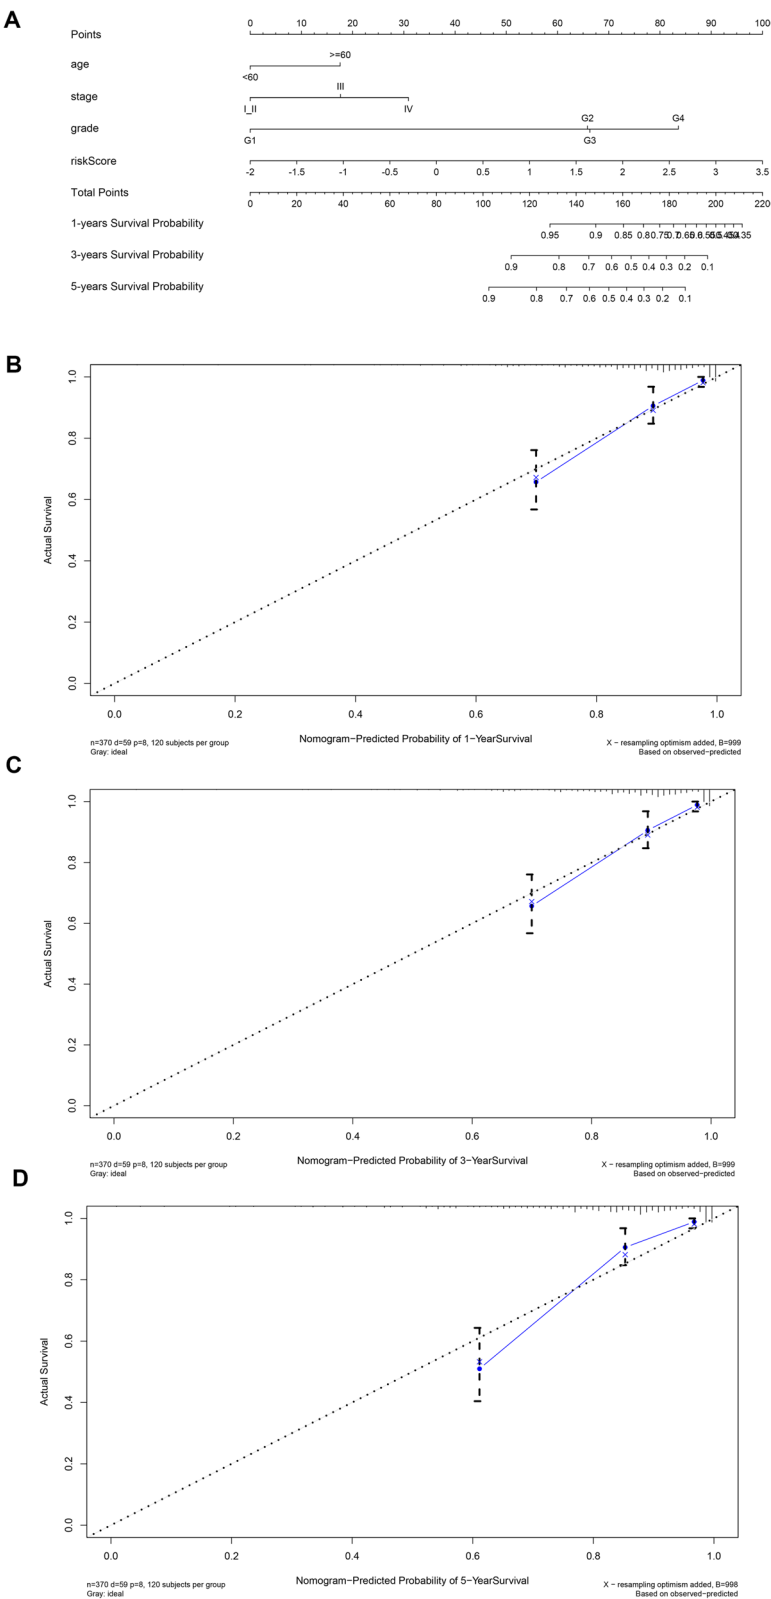 A
Points
0 10 20 30 40 50 60 70 80 90 100
age
>=60
<60
stage
III
I_II IV
grade
G2 G4
G1 G3
riskScore
-2 -1.5 -1 -0.5 0 0.5 1 1.5 2 2.5 3 3.5
Total Points
0 20 40 60 80 100 120 140 160 180 200 220
1-years Survival Probability
0.95 0.9 0.85 0.8 0.75 0.7 0.65
3-years Survival Probability
0.9 0.8 0.7 0.6 0.5 0.4 0.3 0.2 0.1
5-years Survival Probability
0.9 0.8 0.7 0.6 0.5 0.4 0.3 0.2 0.1
B
Actual Survival
1.0
0.8
0.6
0.4
0.2
0.0
0.0 0.2 0.4 0.6 0.8 1.0
Nomogram−Predicted Probability of 1−YearSurvival
n=370 d=59 p=8, 120 subjects per group
Gray: ideal
X − resampling optimism added, B=999
Based on observed−predicted
C
Actual Survival
1.0
0.8
0.6
0.4
0.2
0.0
0.0 0.2 0.4 0.6 0.8 1.0
Nomogram−Predicted Probability of 3−YearSurvival
n=370 d=59 p=8, 120 subjects per group
Gray: ideal
X − resampling optimism added, B=999
Based on observed−predicted
D
Actual Survival
1.0
0.8
0.6
0.4
0.2
0.0
0.0 0.2 0.4 0.6 0.8 1.0
Nomogram−Predicted Probability of 5−YearSurvival
n=370 d=59 p=8, 120 subjects per group
Gray: ideal
X − resampling optimism added, B=998
Based on observed−predicted